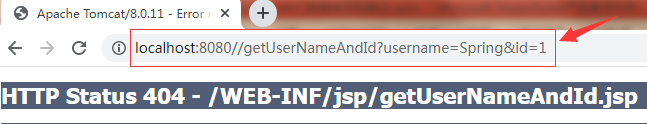 Apache Tomcat/8.0.11 - Error r
localhost:8080//getUserNameAndId?username=Spring&id=1
HTTP Status 404 - /WEB-INF/jsp/getUserNameAndId.jsp